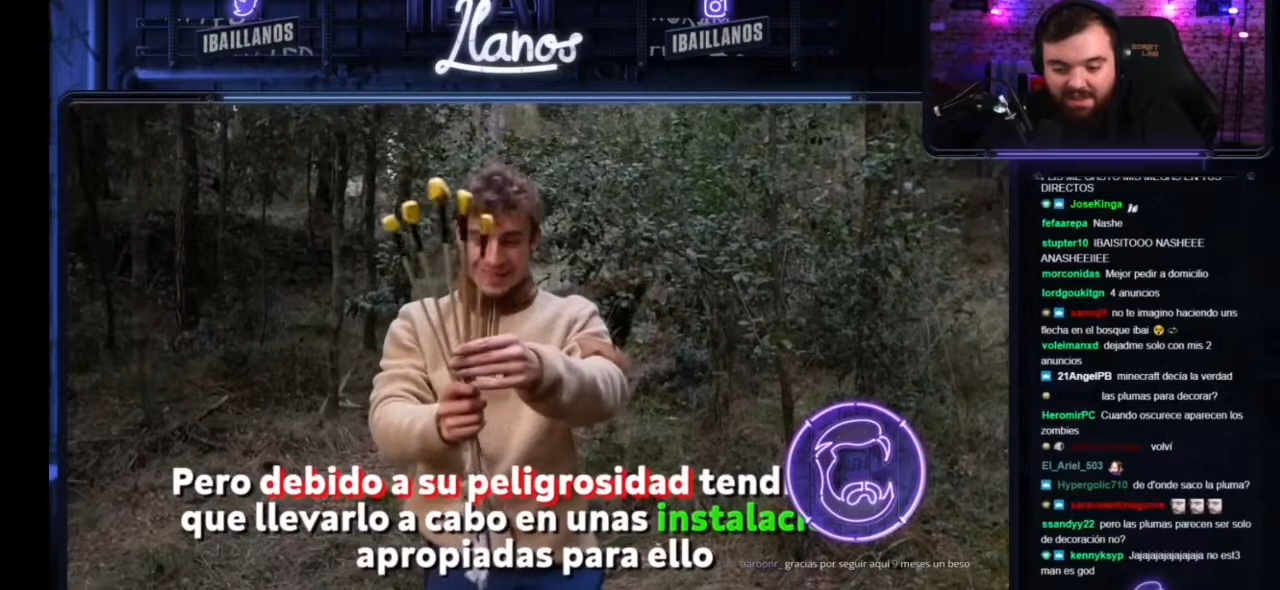 IBAILLANOS
Llanos
IBAILLANOS
SECRET
LAB
DIRECTOS
JoseKinga
fefaarepa Nashe
stupter10 IBAISITOOO NASHEEE
ANASHEEIIEE
morconidas Mejor pedir a domicilio
lordgoukitgn 4 anuncios
no te imagino haciendo uns
flecha en el bosque ibai
voleimanxd dejadme solo con mis 2
anuncios
21AngelPB minecraft decía la verdad
las plumas para decorar?
HeromirPC Cuando oscurece aparecen los
zombies
volví
El_Ariel_503
Hypergolic710 de d'onde saco la pluma?
ssandyy22 pero las plumas parecen ser solo
de decoración no?
kennyksyp Jajajajajajajaja no est3
man es god
Pero debido a su peligrosidad tend
que llevarlo a cabo en unas instalaci
apropiadas para ello
aaroonr_ gracias por seguir aqui 9 meses un beso